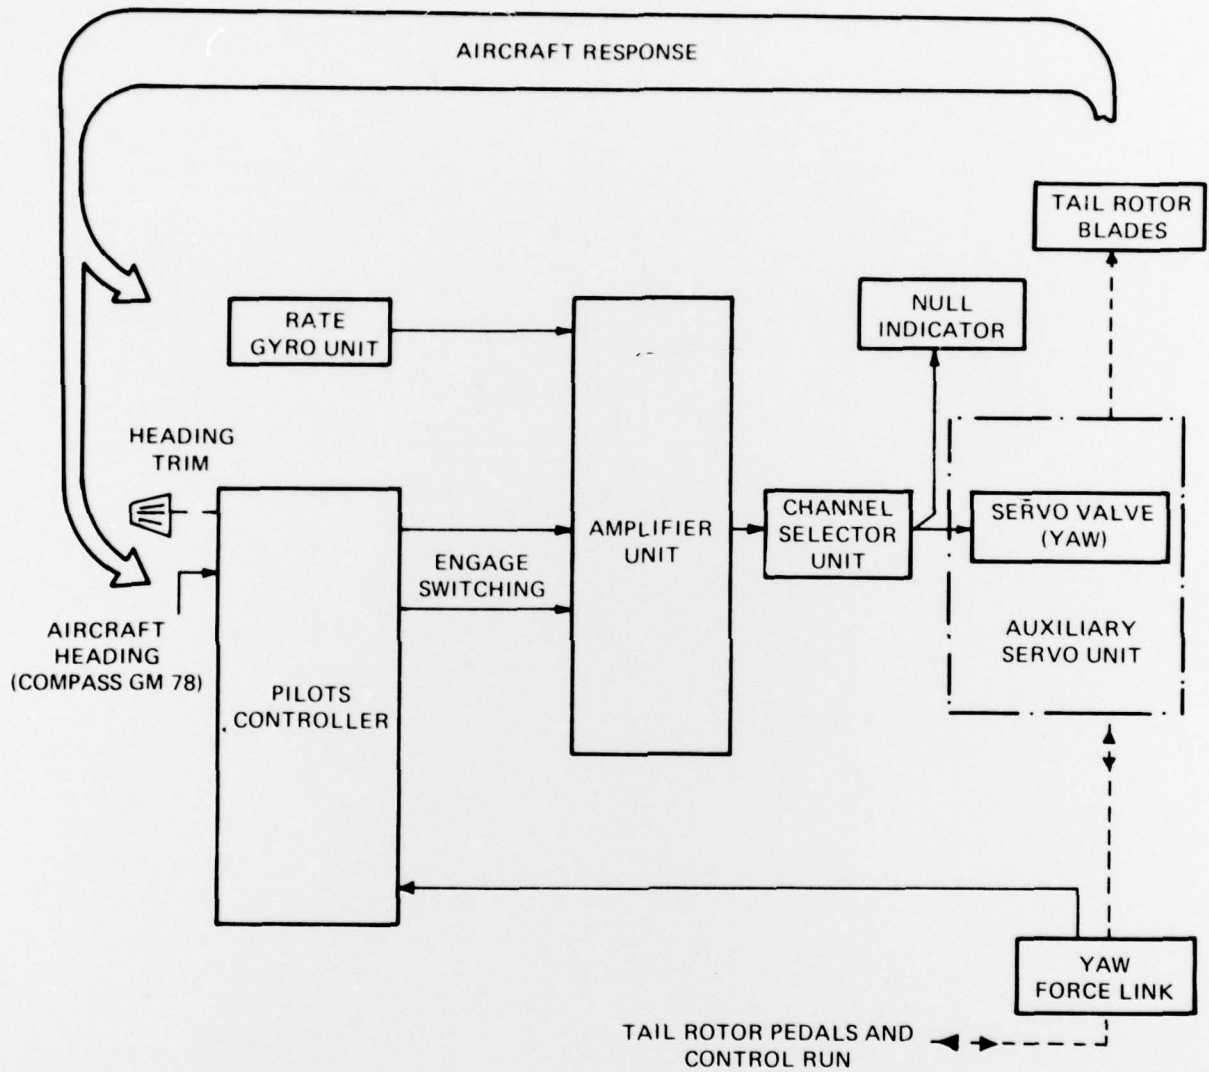 AIRCRAFT RESPONSE
TAIL ROTOR
BLADES
NULL
INDICATOR
RATE
GYRO UNIT
HEADING
TRIM
SERVO VALVE
(YAW)
CHANNEL
SELECTOR
UNIT
AMPLIFIER
UNIT
ENGAGE
SWITCHING
AUXILIARY
SERVO UNIT
AIRCRAFT
HEADING
(COMPASS GM 78)
PILOTS
CONTROLLER
YAW
FORCE LINK
TAIL ROTOR PEDALS AND
CONTROL RUN